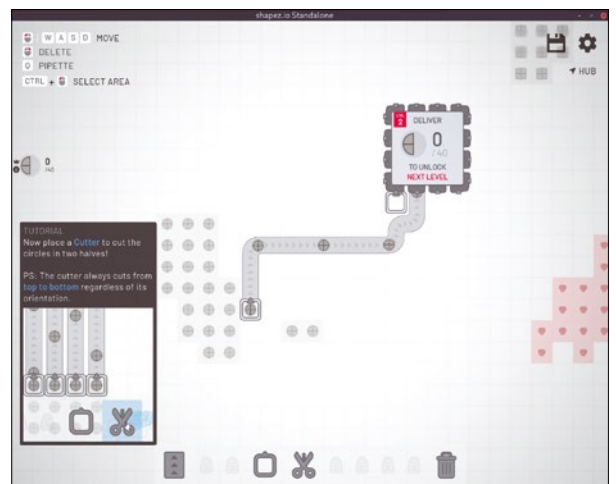 shapez.io Standalone
W A S D MOVE
DELETE
Q PIPETTE
CTRL + SELECT AREA
HUB
LVL
2
DELIVER
0
/40
TO UNLOCK
NEXT LEVEL
0
/40
TUTORIAL
Now place a Cutter to cut the
circles in two halves!
PS: The cutter always cuts from
top to bottom regardless of its
orientation.